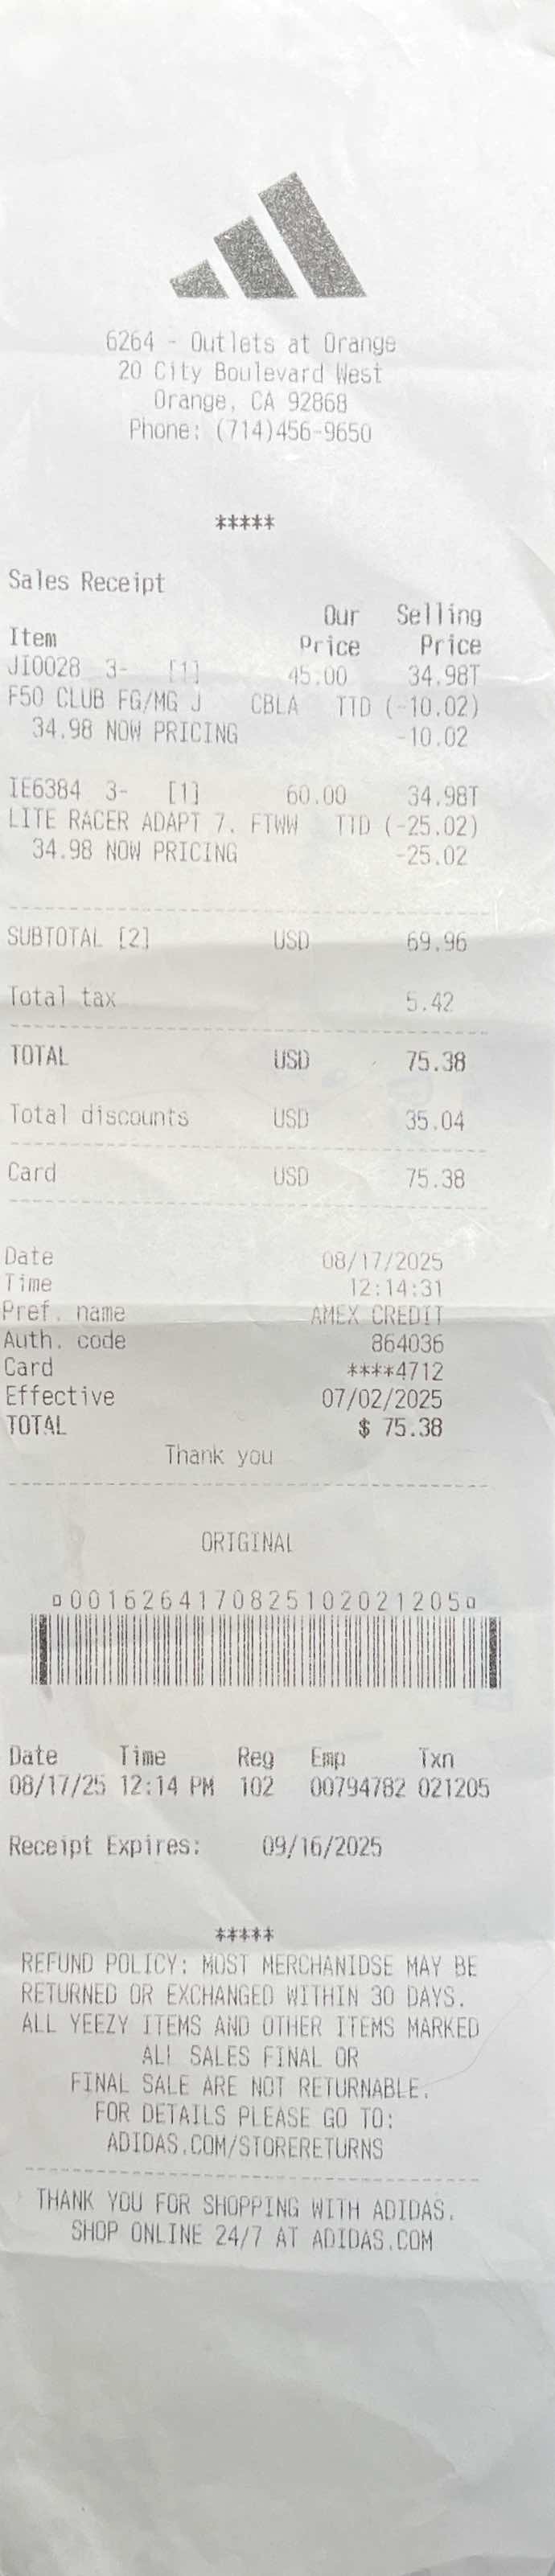 6264 - Outlets at Orange
20 City Boulevard West
Orange, CA 92868
Phone: (714)456-9650
*****
Sales Receipt
Our Selling
Item Price Price
JI0028 3- [1] 45.00 34.98T
F50 CLUB FG/MG J CBLA TTD (-10.02)
34.98 NOW PRICING -10.02
IE6384 3- [1] 60.00 34.98T
LITE RACER ADAPT 7. FTWW TTD (-25.02)
34.98 NOW PRICING -25.02
SUBTOTAL [2] USD 69.96
Total tax 5.42
TOTAL USD 75.38
Total discounts USD 35.04
Card USD 75.38
Date 08/17/2025
Time 12:14:31
Pref. name AMEX CREDIT
Auth. code 864036
Card ****4712
Effective 07/02/2025
TOTAL $ 75.38
Thank you
ORIGINAL
¤00016264170825102021205¤
Date Time Reg Emp Txn
08/17/25 12:14 PM 102 00794782 021205
Receipt Expires: 09/16/2025
*****
REFUND POLICY: MOST MERCHANIDSE MAY BE
RETURNED OR EXCHANGED WITHIN 30 DAYS.
ALL YEEZY ITEMS AND OTHER ITEMS MARKED
ALL SALES FINAL OR
FINAL SALE ARE NOT RETURNABLE.
FOR DETAILS PLEASE GO TO:
ADIDAS.COM/STORERETURNS
THANK YOU FOR SHOPPING WITH ADIDAS.
SHOP ONLINE 24/7 AT ADIDAS.COM